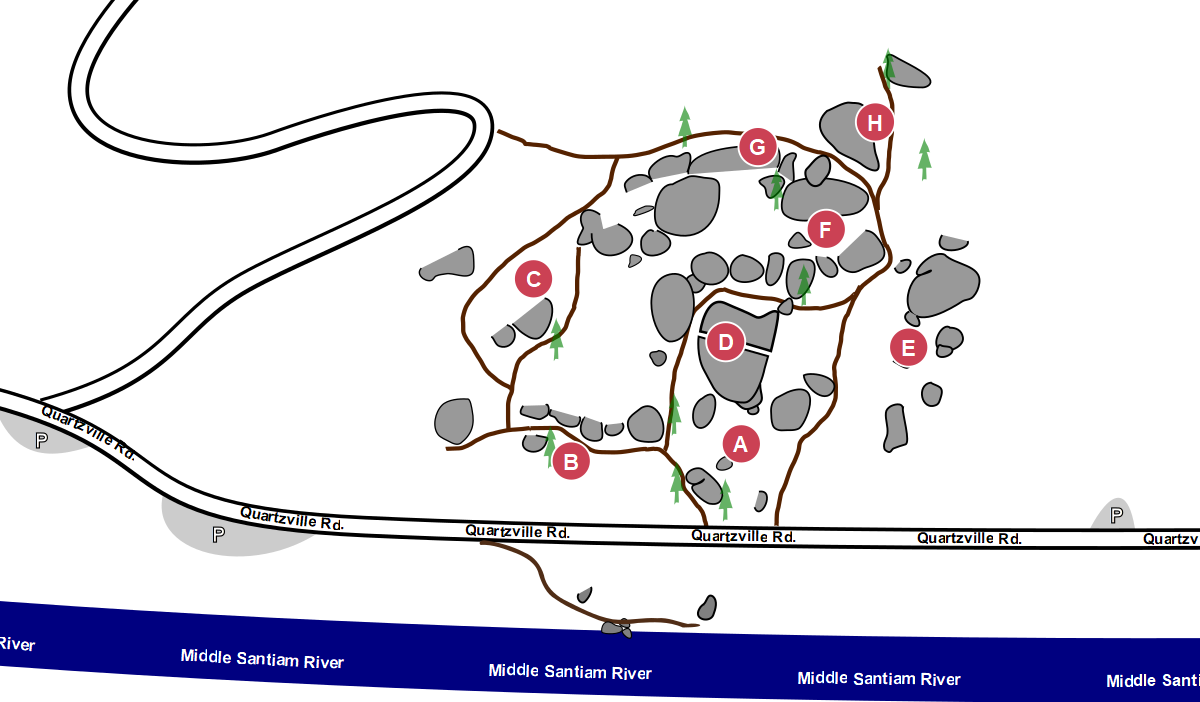 H
G
F
C
D
E
A
B
Quartzville Rd.
P
P
P
Quartzville Rd.
Quartzville Rd.
Quartzville Rd.
Quartzville Rd.
Quartzv
River
Middle Santiam River
Middle Santiam River
Middle Santiam River
Middle Santi